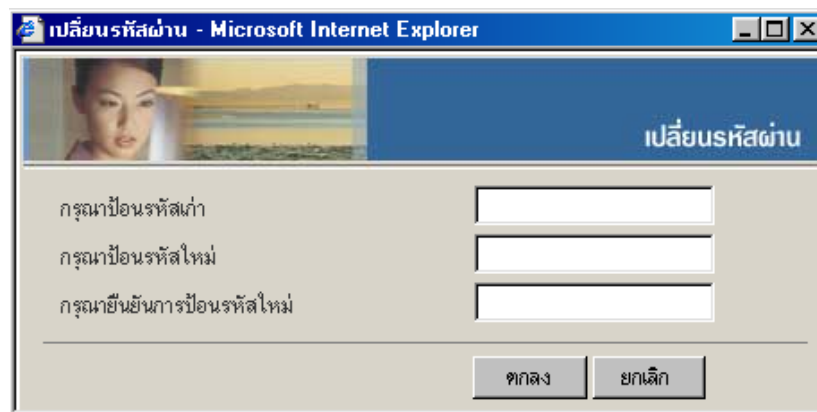 เปลี่ยนรหัสผ่าน - Microsoft Internet Explorer
เปลี่ยนรหัสผ่าน
กรุณาป้อนรหัสเก่า
กรุณาป้อนรหัสใหม่
กรุณายืนยันการป้อนรหัสใหม่
ตกลง ยกเลิก